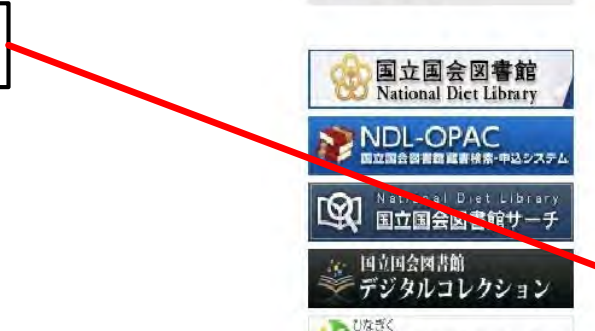 国立国会図書館
National Diet Library
NDL-OPAC
国立国会図書館蔵書検索・申込システム
National Diet Library
国立国会図書館サーチ
国立国会図書館
デジタルコレクション
ひなぎく